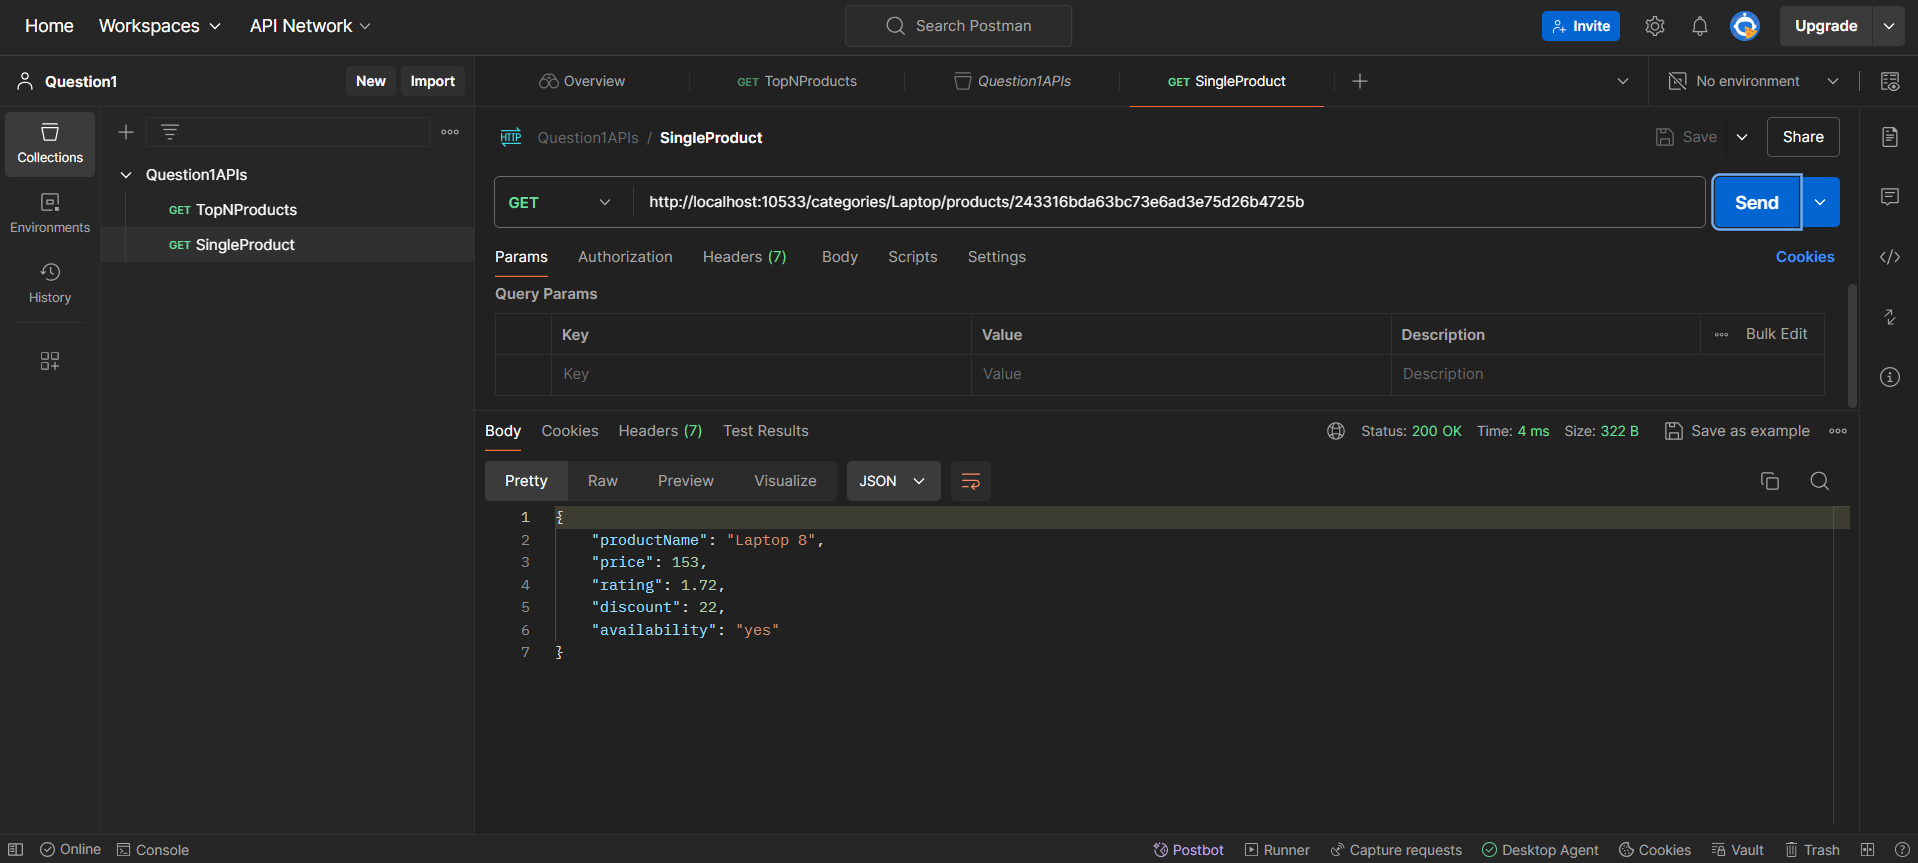 Home Workspaces API Network Search Postman Invite Upgrade
Question1 New Import Overview GET TopNProducts Question1APIs GET SingleProduct No environment
Collections
Environments
History
Question1APIs
GET TopNProducts
GET SingleProduct
HTTP Question1APIs / SingleProduct Save Share
GET http://localhost:10533/categories/Laptop/products/243316bda63bc73e6ad3e75d26b4725b Send
Params Authorization Headers (7) Body Scripts Settings Cookies
Query Params
Key Value Description Bulk Edit
Key Value Description
Body Cookies Headers (7) Test Results Status: 200 OK Time: 4 ms Size: 322 B Save as example
Pretty Raw Preview Visualize JSON
1 {
2 "productName": "Laptop 8",
3 "price": 153,
4 "rating": 1.72,
5 "discount": 22,
6 "availability": "yes"
7 }
Online Console Postbot Runner Capture requests Desktop Agent Cookies Vault Trash